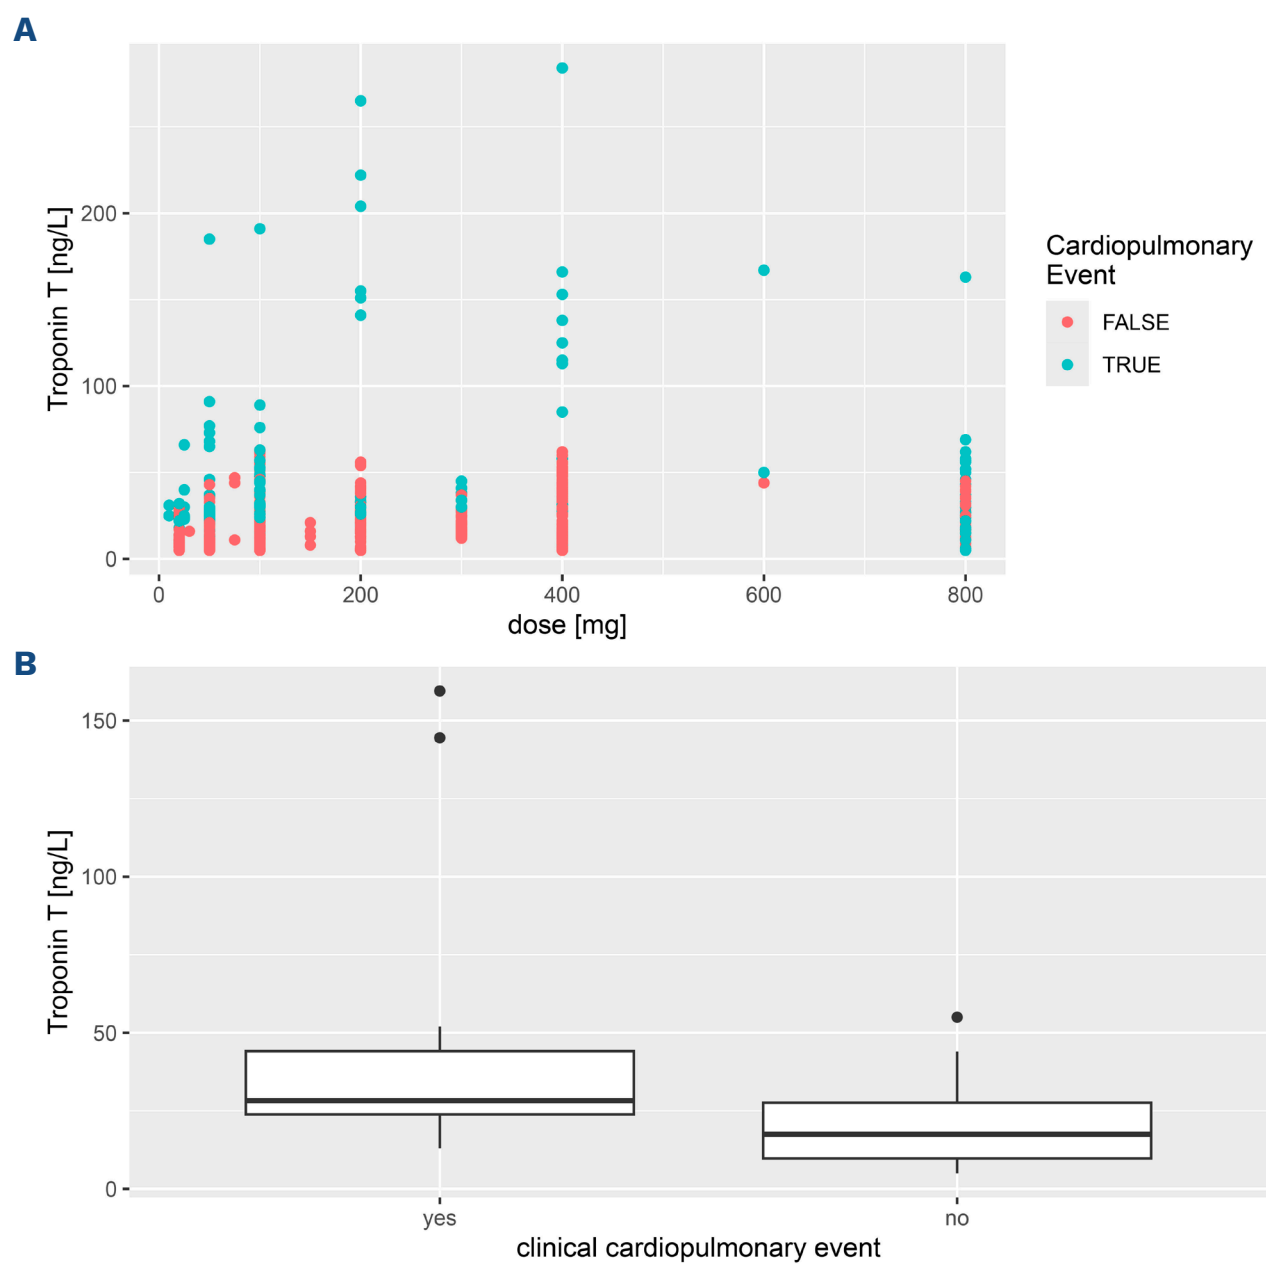 A
Troponin T [ng/L]
200
100
0
0 200 400 600 800
dose [mg]
Cardiopulmonary
Event
FALSE
TRUE
B
Troponin T [ng/L]
150
100
50
0
yes no
clinical cardiopulmonary event